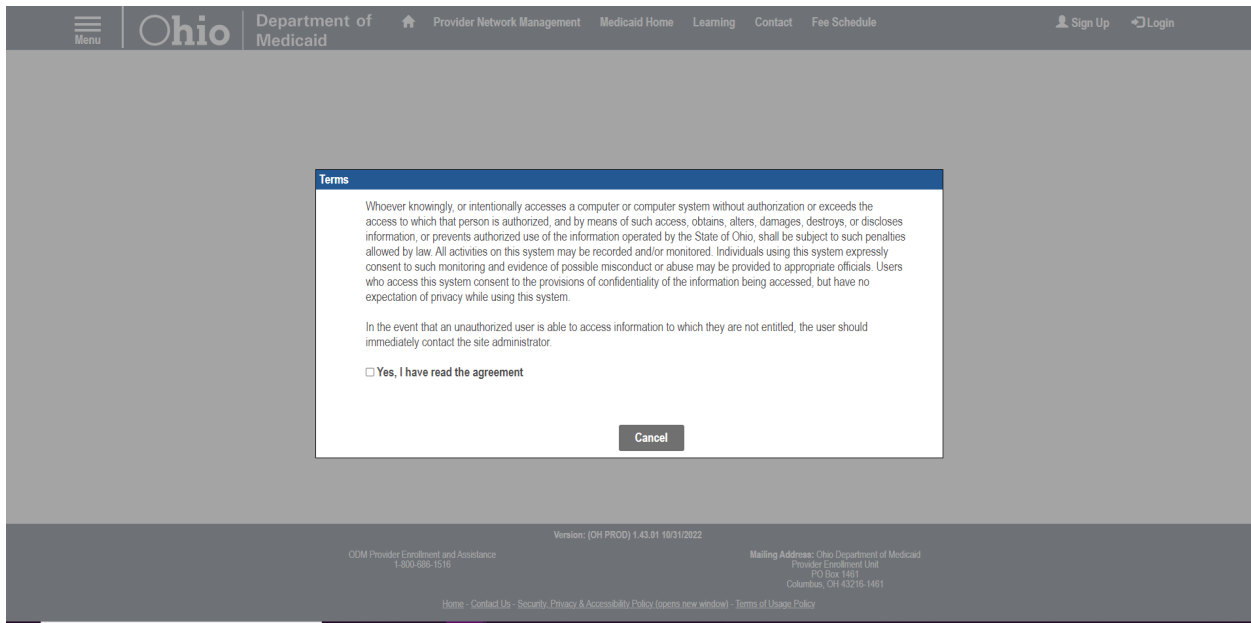 Menu
Ohio
Department of
Medicaid
Provider Network Management Medicaid Home Learning Contact Fee Schedule
Sign Up Login
Terms
Whoever knowingly, or intentionally accesses a computer or computer system without authorization or exceeds the
access to which that person is authorized, and by means of such access, obtains, alters, damages, destroys, or discloses
information, or prevents authorized use of the information operated by the State of Ohio, shall be subject to such penalties
allowed by law. All activities on this system may be recorded and/or monitored. Individuals using this system expressly
consent to such monitoring and evidence of possible misconduct or abuse may be provided to appropriate officials. Users
who access this system consent to the provisions of confidentiality of the information being accessed, but have no
expectation of privacy while using this system.
In the event that an unauthorized user is able to access information to which they are not entitled, the user should
immediately contact the site administrator.
Yes, I have read the agreement
Cancel
Version: (OH PROD) 1.43.01 10/31/2022
ODM Provider Enrollment and Assistance
1-800-686-1516
Mailing Address: Ohio Department of Medicaid
Provider Enrollment Unit
PO Box 1461
Columbus, OH 43216-1461
Home - Contact Us - Security, Privacy & Accessibility Policy (opens new window) - Terms of Usage Policy